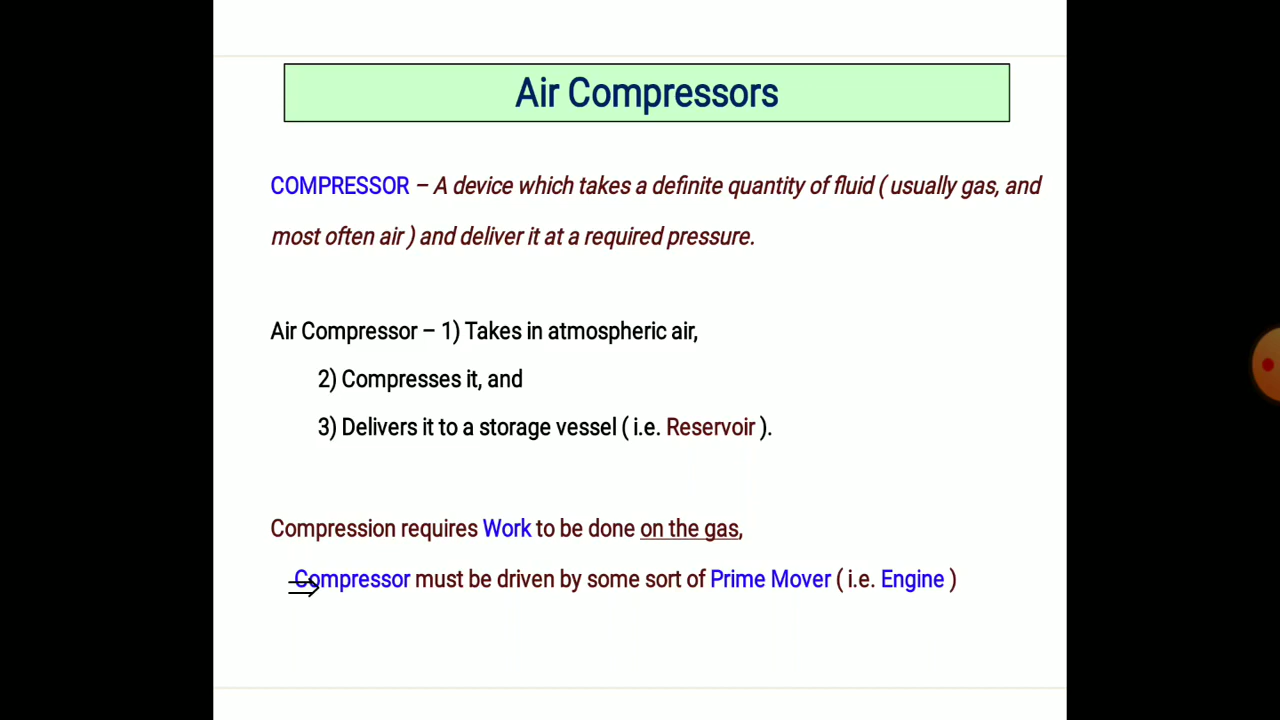 Air Compressors
COMPRESSOR – A device which takes a definite quantity of fluid ( usually gas, and
most often air ) and deliver it at a required pressure.
Air Compressor – 1) Takes in atmospheric air,
2) Compresses it, and
3) Delivers it to a storage vessel ( i.e. Reservoir ).
Compression requires Work to be done on the gas,
⇒ Compressor must be driven by some sort of Prime Mover ( i.e. Engine )